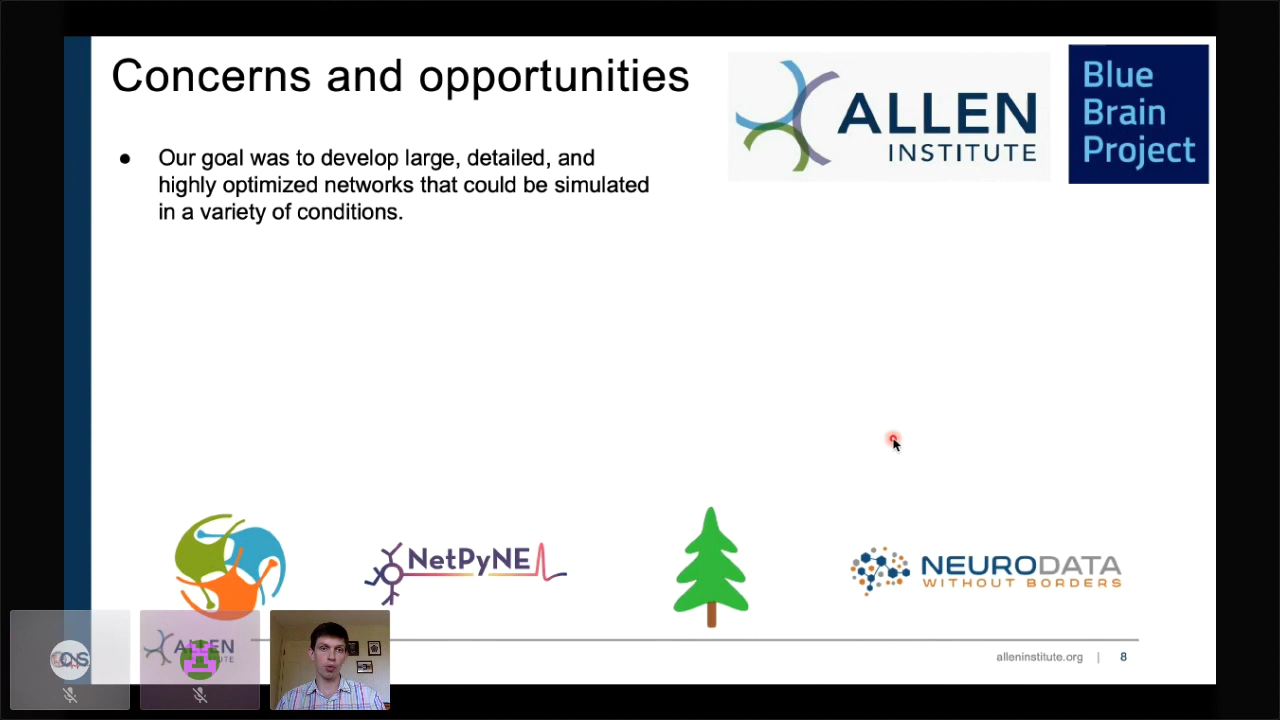 Concerns and opportunities
ALLEN
INSTITUTE
Blue
Brain
Project
● Our goal was to develop large, detailed, and
highly optimized networks that could be simulated
in a variety of conditions.
NetPyNE
NEURODATA
WITHOUT BORDERS
ALLEN
alleninstitute.org | 8